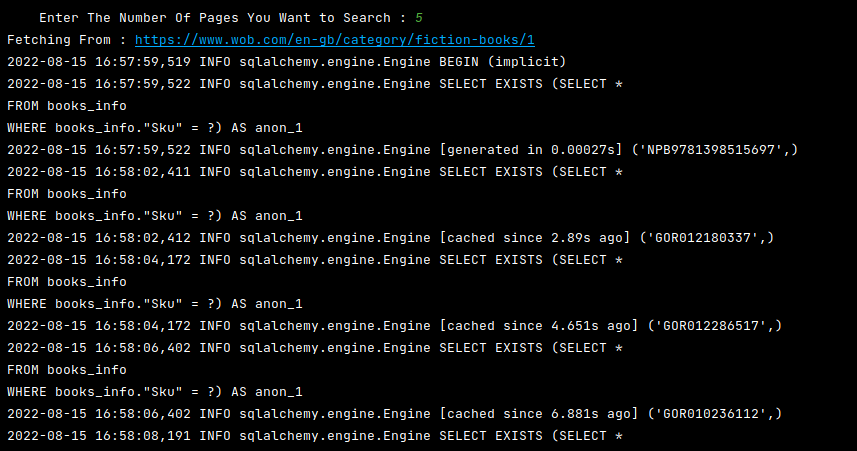 Enter The Number Of Pages You Want to Search : 5
Fetching From : https://www.wob.com/en-gb/category/fiction-books/1
2022-08-15 16:57:59,519 INFO sqlalchemy.engine.Engine BEGIN (implicit)
2022-08-15 16:57:59,522 INFO sqlalchemy.engine.Engine SELECT EXISTS (SELECT *
FROM books_info
WHERE books_info."Sku" = ?) AS anon_1
2022-08-15 16:57:59,522 INFO sqlalchemy.engine.Engine [generated in 0.00027s] ('NPB9781398515697',)
2022-08-15 16:58:02,411 INFO sqlalchemy.engine.Engine SELECT EXISTS (SELECT *
FROM books_info
WHERE books_info."Sku" = ?) AS anon_1
2022-08-15 16:58:02,412 INFO sqlalchemy.engine.Engine [cached since 2.89s ago] ('GOR012180337',)
2022-08-15 16:58:04,172 INFO sqlalchemy.engine.Engine SELECT EXISTS (SELECT *
FROM books_info
WHERE books_info."Sku" = ?) AS anon_1
2022-08-15 16:58:04,172 INFO sqlalchemy.engine.Engine [cached since 4.651s ago] ('GOR012286517',)
2022-08-15 16:58:06,402 INFO sqlalchemy.engine.Engine SELECT EXISTS (SELECT *
FROM books_info
WHERE books_info."Sku" = ?) AS anon_1
2022-08-15 16:58:06,402 INFO sqlalchemy.engine.Engine [cached since 6.881s ago] ('GOR010236112',)
2022-08-15 16:58:08,191 INFO sqlalchemy.engine.Engine SELECT EXISTS (SELECT *